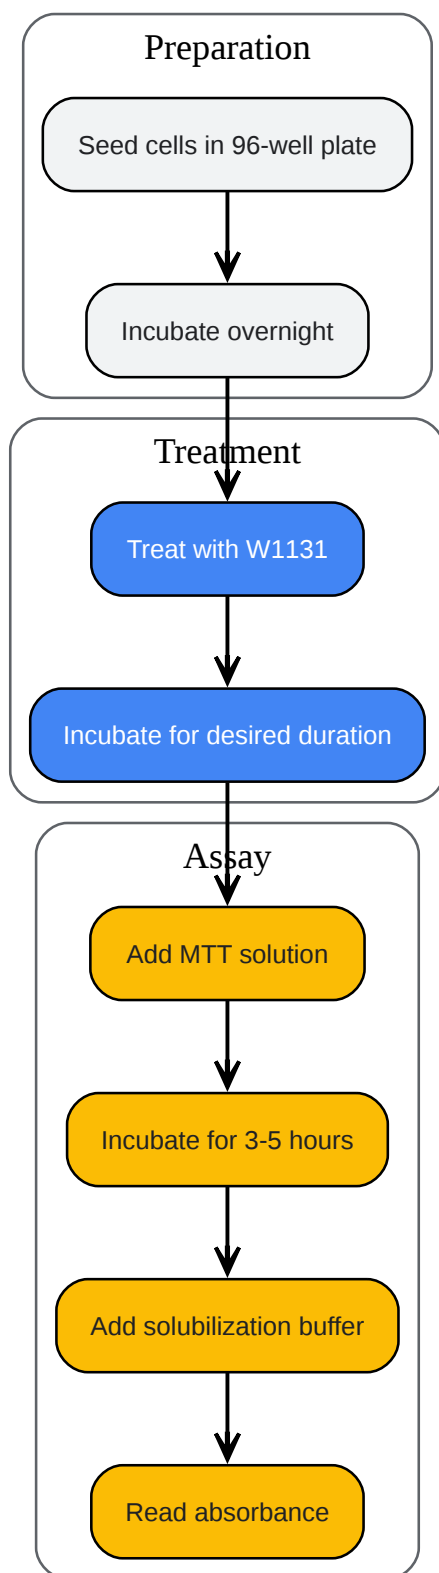 Preparation
Seed cells in 96-well plate
Incubate overnight
Treatment
Treat with W1131
Incubate for desired duration
Assay
Add MTT solution
Incubate for 3-5 hours
Add solubilization buffer
Read absorbance